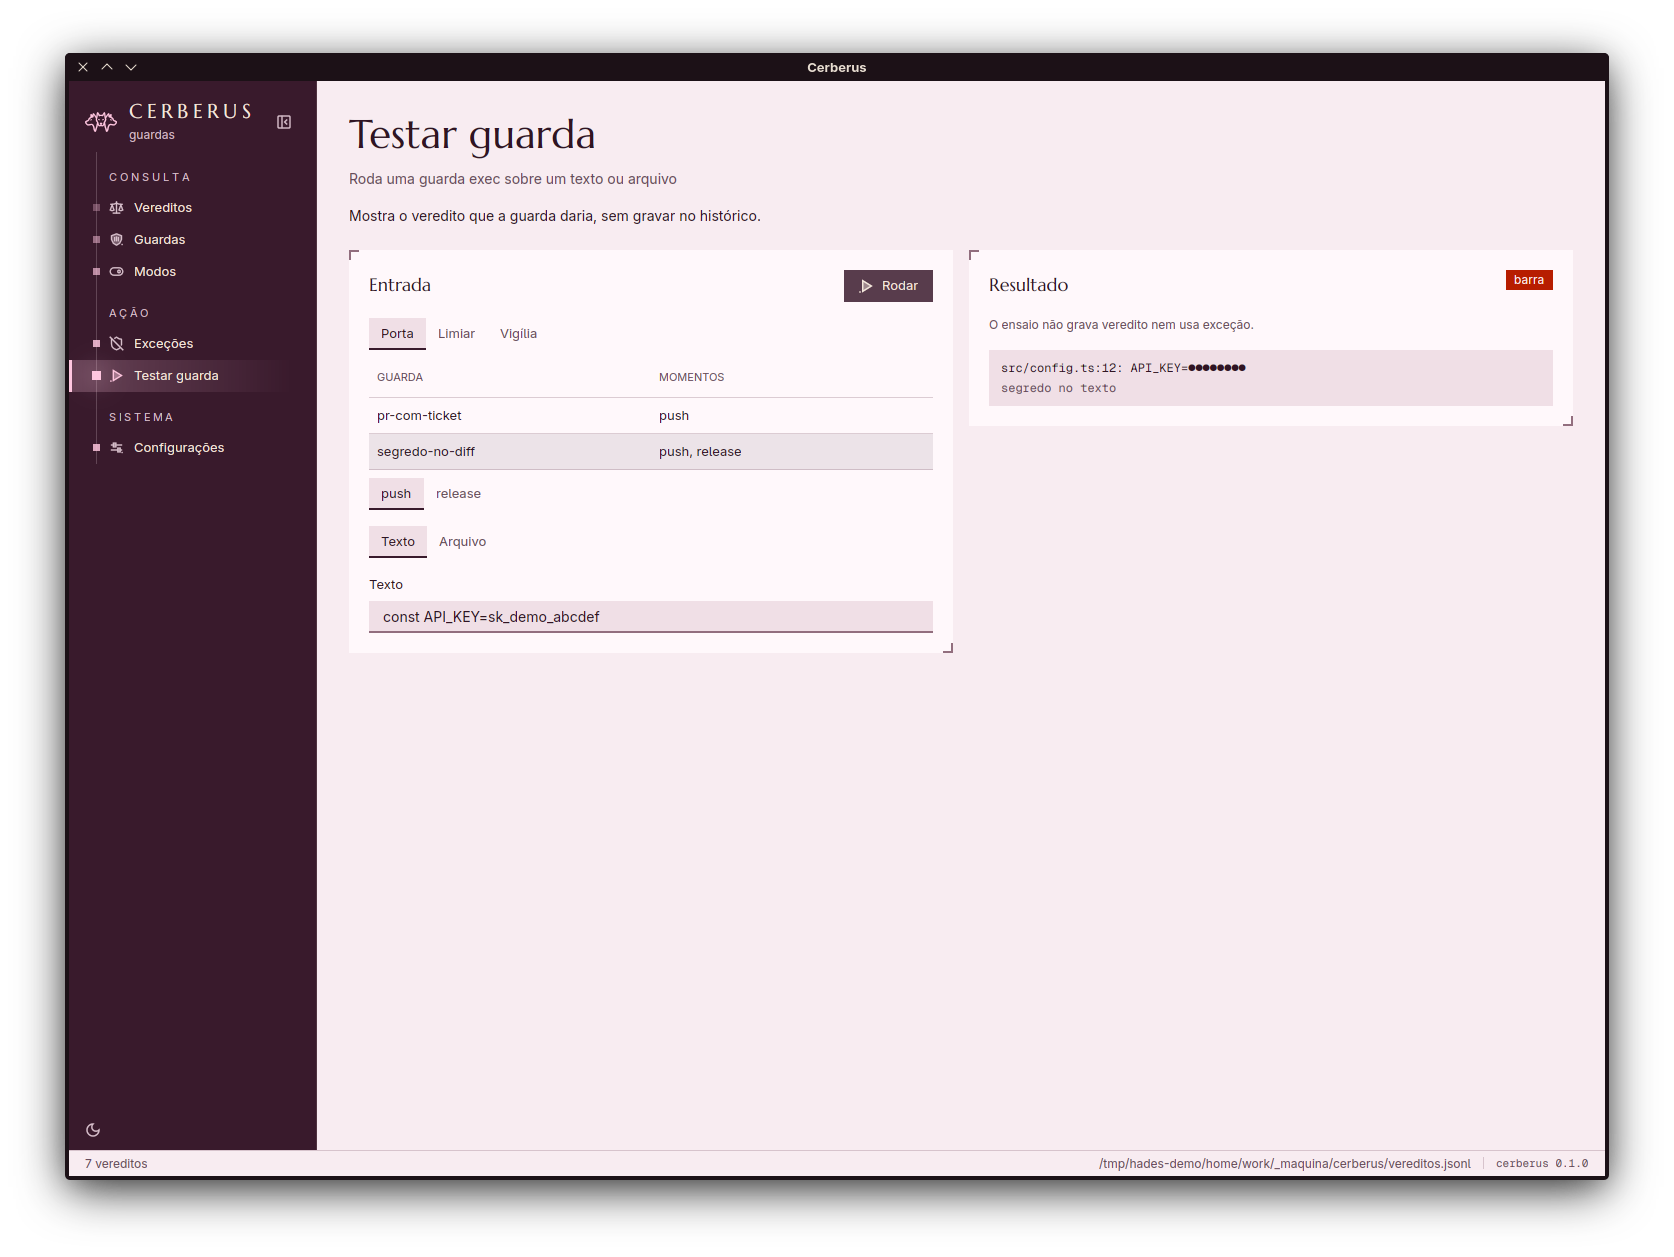 Cerberus
CERBERUS
guardas
CONSULTA
Vereditos
Guardas
Modos
AÇÃO
Exceções
Testar guarda
SISTEMA
Configurações
Testar guarda
Roda uma guarda exec sobre um texto ou arquivo
Mostra o veredito que a guarda daria, sem gravar no histórico.
Entrada
Rodar
Porta Limiar Vigília
GUARDA MOMENTOS
pr-com-ticket push
segredo-no-diff push, release
push release
Texto Arquivo
Texto
const API_KEY=sk_demo_abcdef
Resultado
barra
O ensaio não grava veredito nem usa exceção.
src/config.ts:12: API_KEY=●●●●●●●●
segredo no texto
7 vereditos
/tmp/hades-demo/home/work/_maquina/cerberus/vereditos.jsonl
cerberus 0.1.0